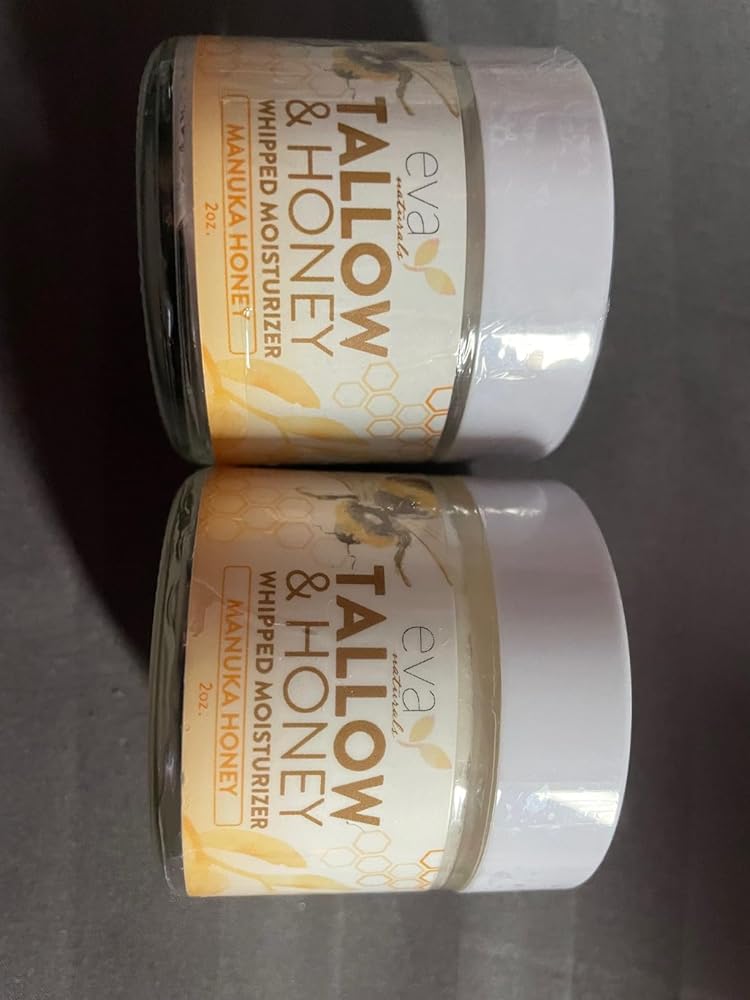 eva
naturals
TALLOW
& HONEY
WHIPPED MOISTURIZER
MANUKA HONEY
2oz.
eva
naturals
TALLOW
& HONEY
WHIPPED MOISTURIZER
MANUKA HONEY
2oz.